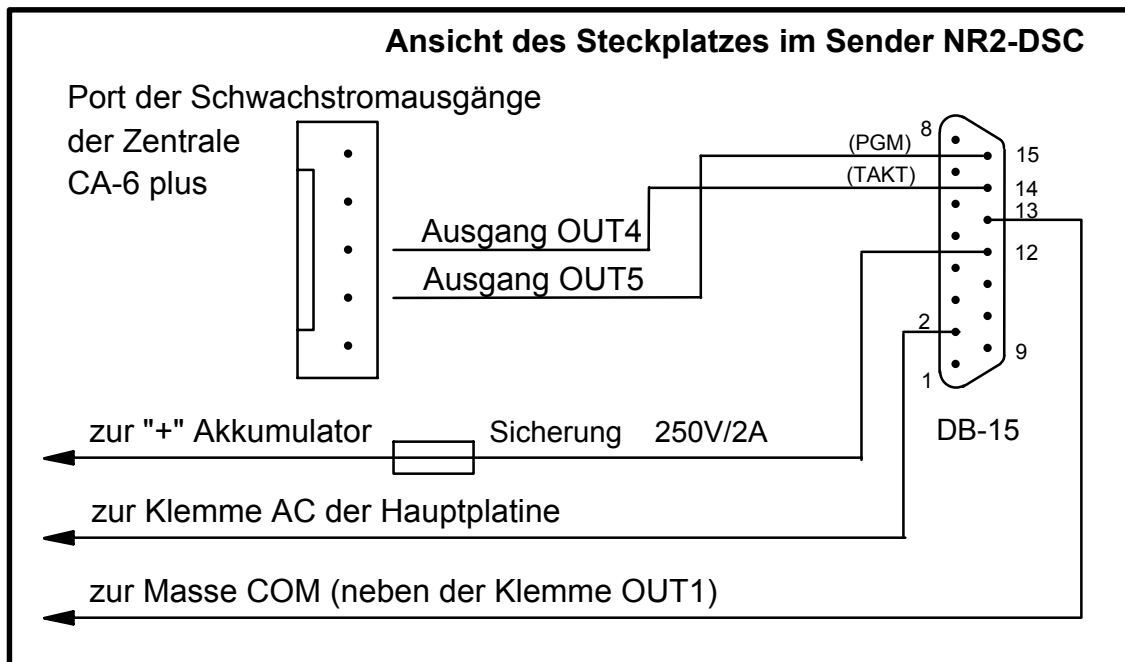 Ansicht des Steckplatzes im Sender NR2-DSC
Port der Schwachstromausgänge
der Zentrale
CA-6 plus
8
(PGM)
15
(TAKT)
14
13
Ausgang OUT4
12
Ausgang OUT5
2
9
1
zur "+" Akkumulator
Sicherung 250V/2A
DB-15
zur Klemme AC der Hauptplatine
zur Masse COM (neben der Klemme OUT1)